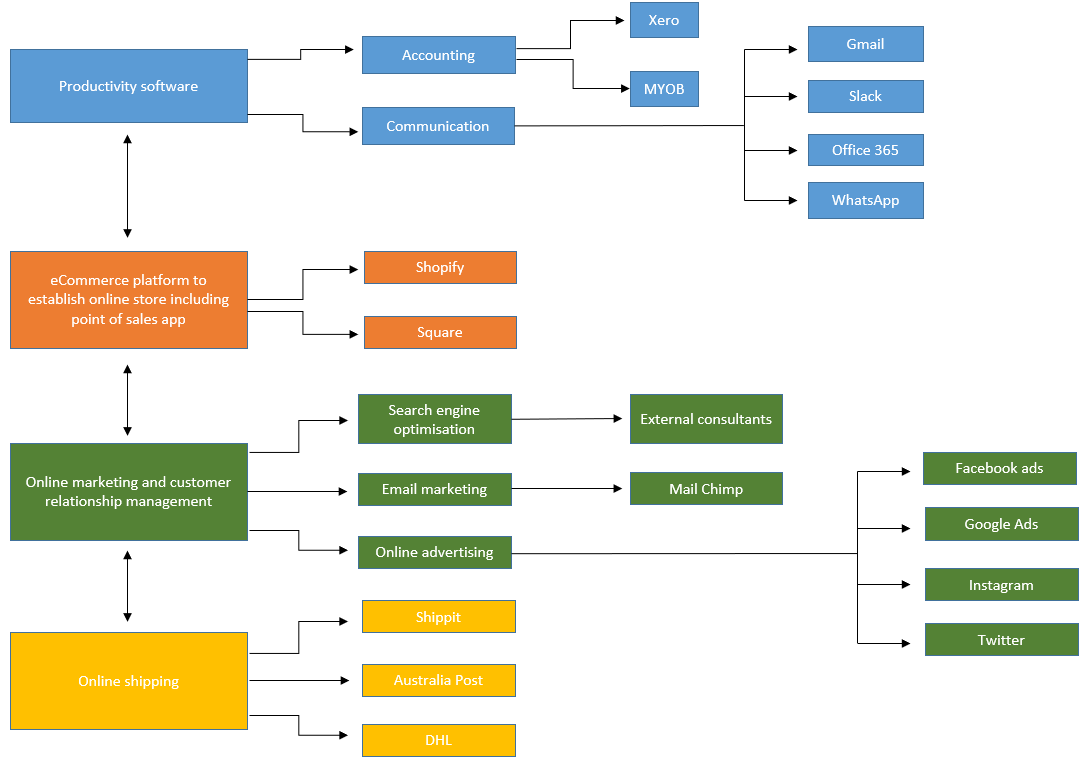 Productivity software
Accounting
Xero
MYOB
Communication
Gmail
Slack
Office 365
WhatsApp
eCommerce platform to
establish online store including
point of sales app
Shopify
Square
Online marketing and customer
relationship management
Search engine
optimisation
External consultants
Email marketing
Mail Chimp
Online advertising
Facebook ads
Google Ads
Instagram
Twitter
Online shipping
Shippit
Australia Post
DHL